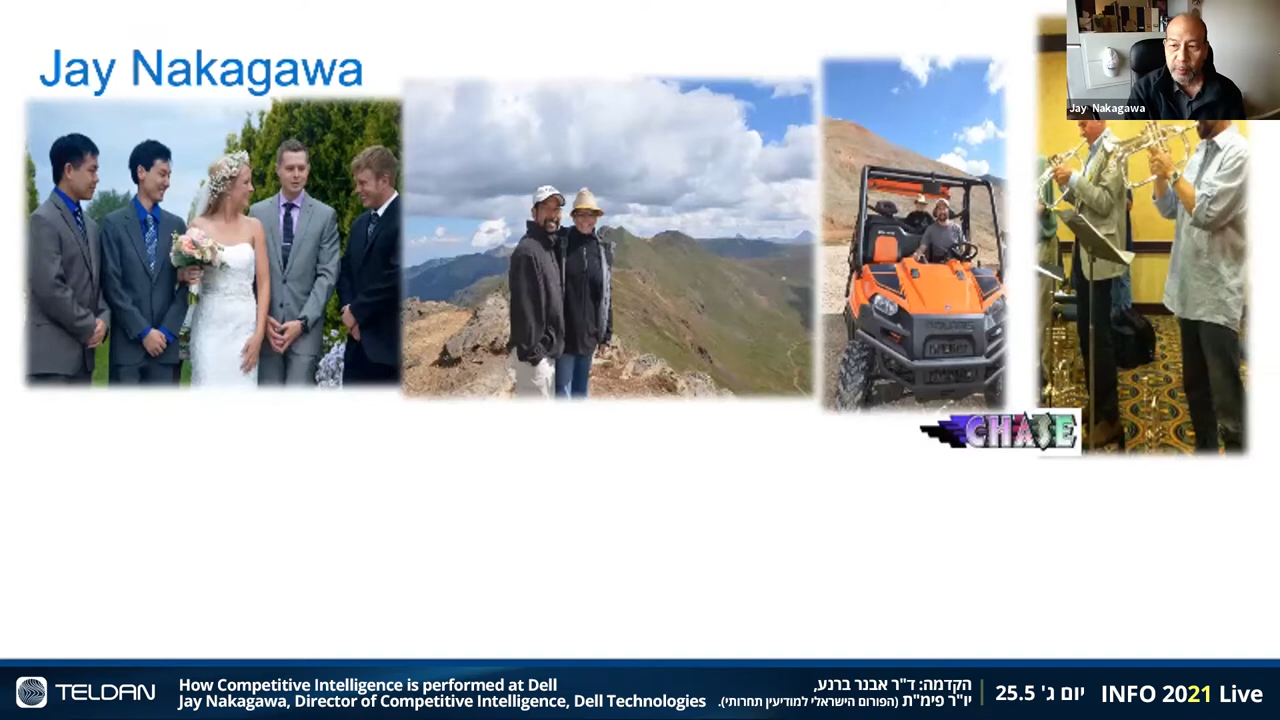 Jay Nakagawa
Jay Nakagawa
CHASE
TELDAN
How Competitive Intelligence is performed at Dell
Jay Nakagawa, Director of Competitive Intelligence, Dell Technologies
הקדמה: ד"ר אבנר ברנע,
יו"ר פימ"ת (הפורום הישראלי למודיעין תחרותי).
יום ג' 25.5
INFO 2021 Live